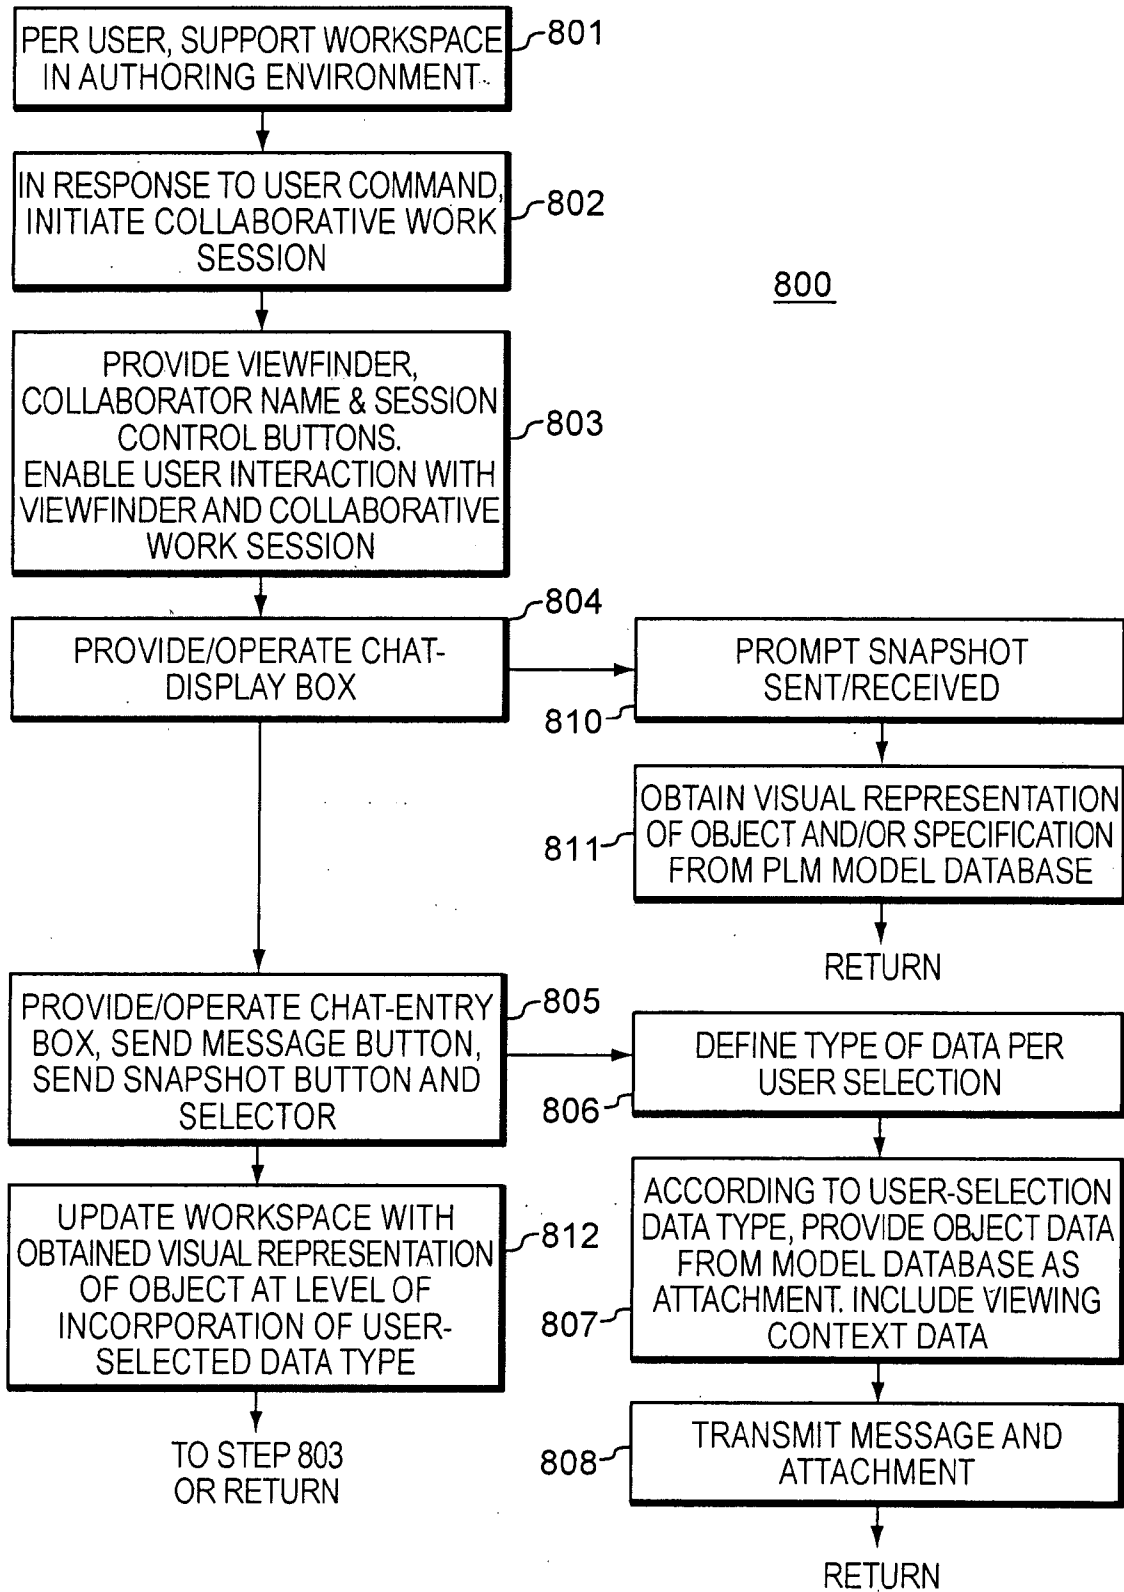 PER USER, SUPPORT WORKSPACE
IN AUTHORING ENVIRONMENT
801
IN RESPONSE TO USER COMMAND,
INITIATE COLLABORATIVE WORK
SESSION
802
800
PROVIDE VIEWFINDER,
COLLABORATOR NAME & SESSION
CONTROL BUTTONS.
ENABLE USER INTERACTION WITH
VIEWFINDER AND COLLABORATIVE
WORK SESSION
803
PROVIDE/OPERATE CHAT-
DISPLAY BOX
804
PROMPT SNAPSHOT
SENT/RECEIVED
810
OBTAIN VISUAL REPRESENTATION
OF OBJECT AND/OR SPECIFICATION
FROM PLM MODEL DATABASE
811
RETURN
PROVIDE/OPERATE CHAT-ENTRY
BOX, SEND MESSAGE BUTTON,
SEND SNAPSHOT BUTTON AND
SELECTOR
805
DEFINE TYPE OF DATA PER
USER SELECTION
806
UPDATE WORKSPACE WITH
OBTAINED VISUAL REPRESENTATION
OF OBJECT AT LEVEL OF
INCORPORATION OF USER-
SELECTED DATA TYPE
812
TO STEP 803
OR RETURN
ACCORDING TO USER-SELECTION
DATA TYPE, PROVIDE OBJECT DATA
FROM MODEL DATABASE AS
ATTACHMENT. INCLUDE VIEWING
CONTEXT DATA
807
TRANSMIT MESSAGE AND
ATTACHMENT
808
RETURN